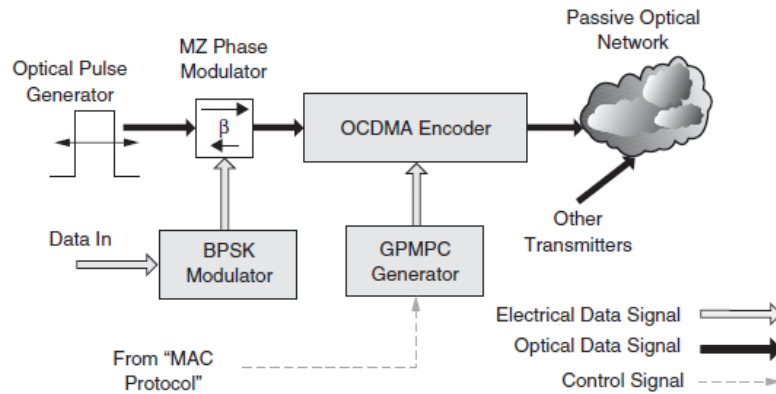 Passive Optical
Network
MZ Phase
Modulator
Optical Pulse
Generator
β
OCDMA Encoder
Data In
BPSK
Modulator
GPMPC
Generator
Other
Transmitters
From “MAC
Protocol”
Electrical Data Signal
Optical Data Signal
Control Signal